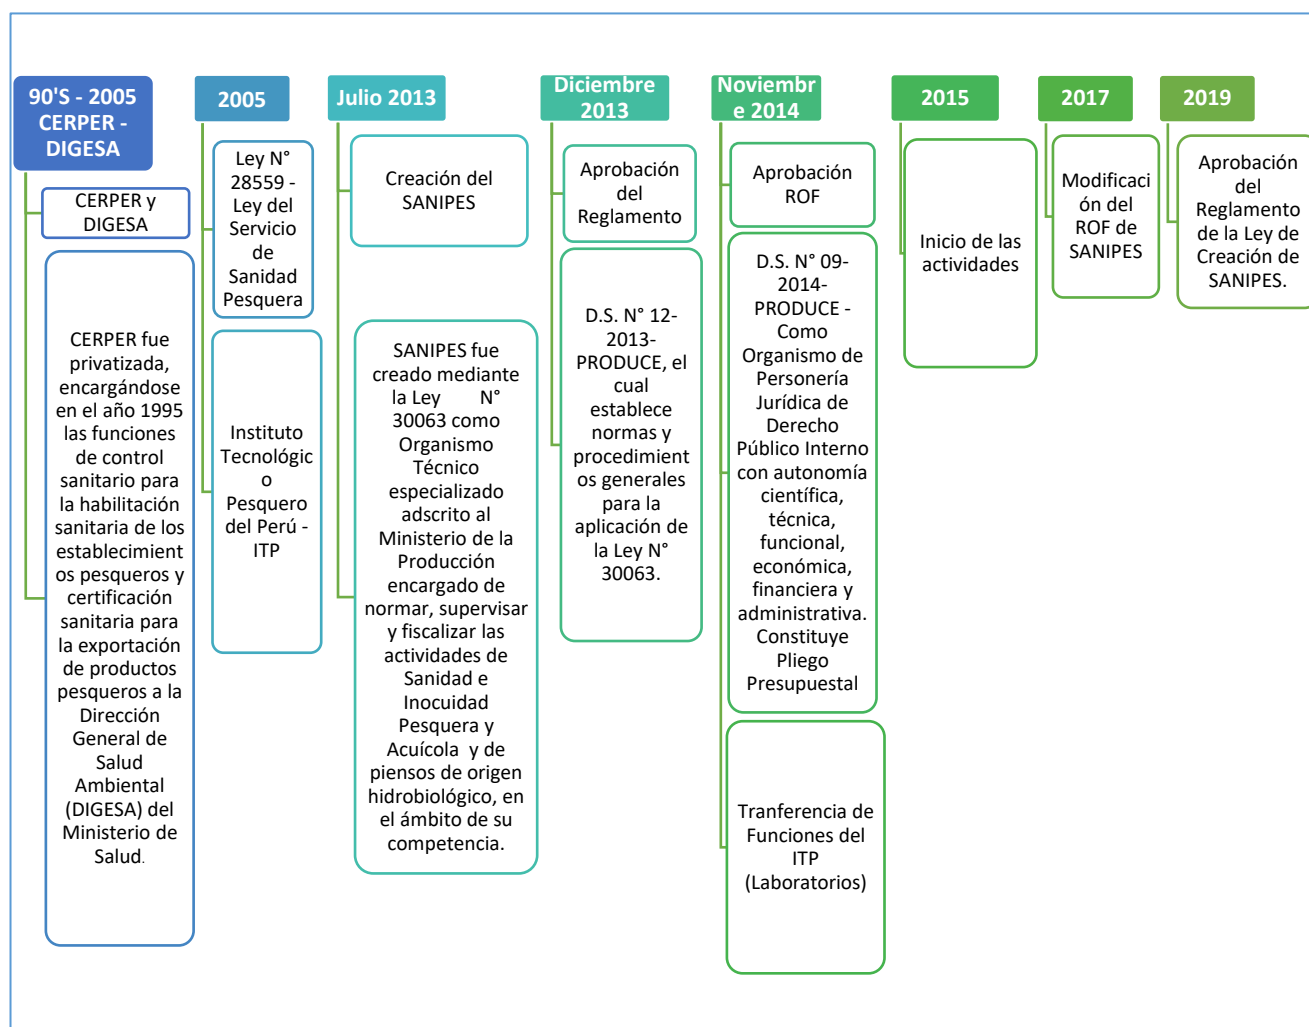 90'S - 2005
CERPER -
DIGESA
CERPER y
DIGESA
CERPER fue
privatizada,
encargándose
en el año 1995
las funciones
de control
sanitario para
la habilitación
sanitaria de los
establecimient
os pesqueros y
certificación
sanitaria para
la exportación
de productos
pesqueros a la
Dirección
General de
Salud
Ambiental
(DIGESA) del
Ministerio de
Salud.
2005
Ley N°
28559 -
Ley del
Servicio
de
Sanidad
Pesquera
Instituto
Tecnológic
o
Pesquero
del Perú -
ITP
Julio 2013
Creación del
SANIPES
SANIPES fue
creado mediante
la Ley N°
30063 como
Organismo
Técnico
especializado
adscrito al
Ministerio de la
Producción
encargado de
normar, supervisar
y fiscalizar las
actividades de
Sanidad e
Inocuidad
Pesquera y
Acuícola y de
piensos de origen
hidrobiológico, en
el ámbito de su
competencia.
Diciembre
2013
Aprobación
del
Reglamento
D.S. N° 12-
2013-
PRODUCE, el
cual
establece
normas y
procedimient
os generales
para la
aplicación de
la Ley N°
30063.
Noviembr
e 2014
Aprobación
ROF
D.S. N° 09-
2014-
PRODUCE -
Como
Organismo de
Personería
Jurídica de
Derecho
Público Interno
con autonomía
científica,
técnica,
funcional,
económica,
financiera y
administrativa.
Constituye
Pliego
Presupuestal
Tranferencia de
Funciones del
ITP
(Laboratorios)
2015
Inicio de las
actividades
2017
Modificaci
ón del
ROF de
SANIPES
2019
Aprobación
del
Reglamento
de la Ley de
Creación de
SANIPES.